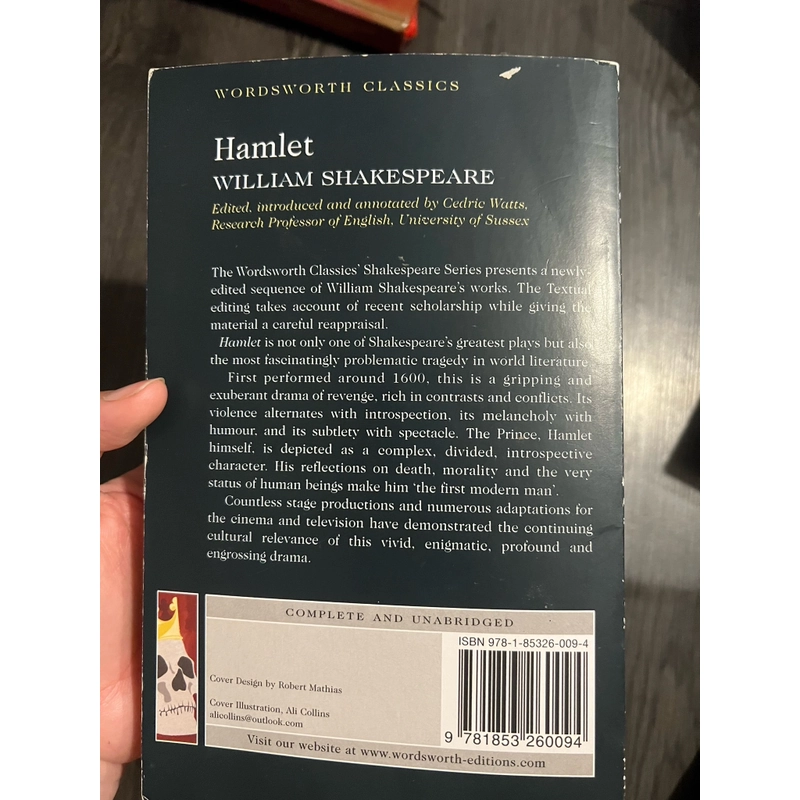 WORDSWORTH CLASSICS
Hamlet
WILLIAM SHAKESPEARE
Edited, introduced and annotated by Cedric Watts,
Research Professor of English, University of Sussex
The Wordsworth Classics' Shakespeare Series presents a newly-
edited sequence of William Shakespeare's works. The Textual
editing takes account of recent scholarship while giving the
material a careful reappraisal.
Hamlet is not only one of Shakespeare's greatest plays but also
the most fascinatingly problematic tragedy in world literature.
First performed around 1600, this is a gripping and
exuberant drama of revenge, rich in contrasts and conflicts. Its
violence alternates with introspection, its melancholy with
humour, and its subtlety with spectacle. The Prince, Hamlet
himself, is depicted as a complex, divided, introspective
character. His reflections on death, morality and the very
status of human beings make him 'the first modern man'.
Countless stage productions and numerous adaptations for
the cinema and television have demonstrated the continuing
cultural relevance of this vivid, enigmatic, profound and
engrossing drama.
COMPLETE AND UNABRIDGED
ISBN 978-1-85326-009-4
Cover Design by Robert Mathias
Cover Illustration, Ali Collins
alicollins@outlook.com
9 781853 260094
Visit our website at www.wordsworth-editions.com